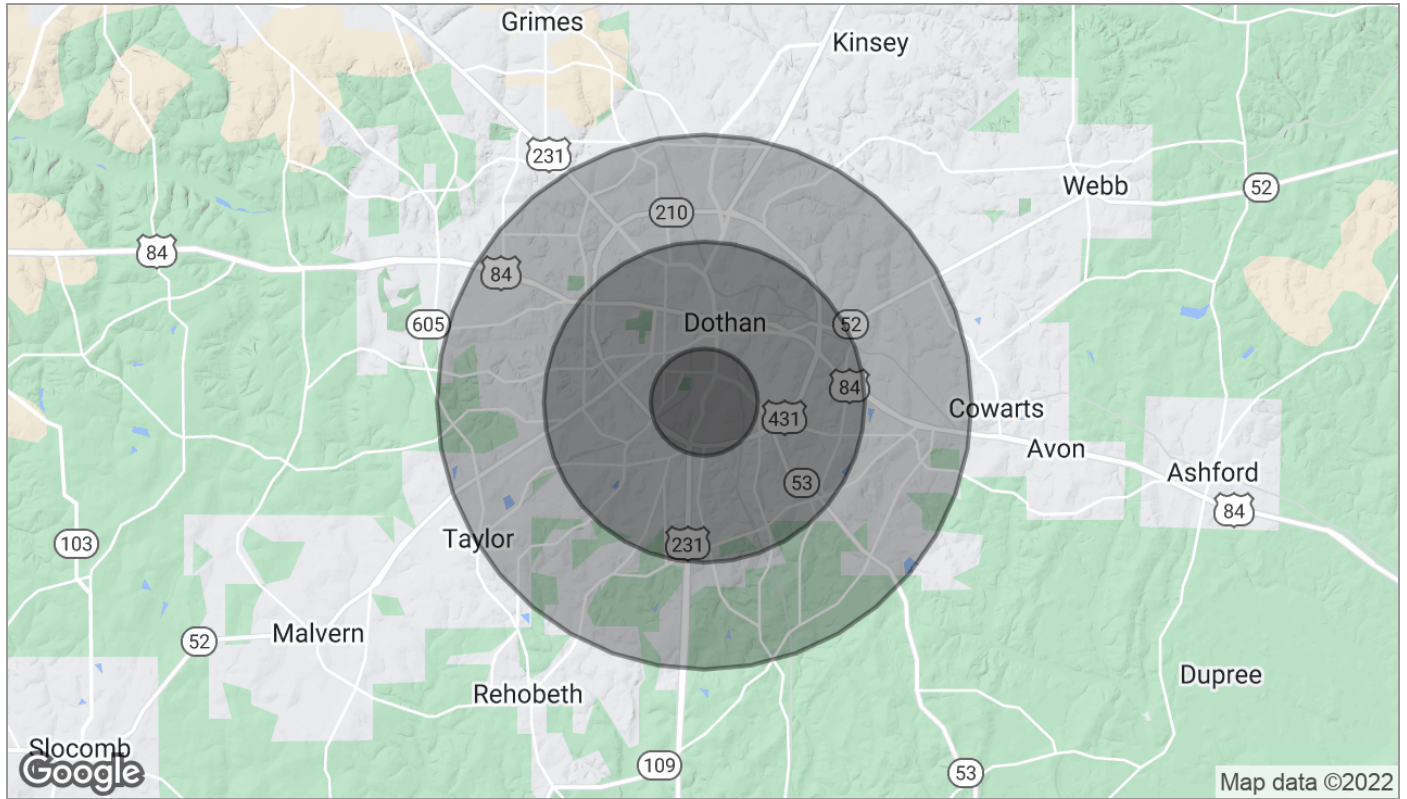 Grimes
Kinsey
231
Webb
52
210
84
84
605
Dothan
52
84
Cowarts
431
Avon
Ashford
53
84
Taylor
231
103
Malvern
52
Dupree
Rehobeth
Slocomb
Google
109
53
Map data ©2022